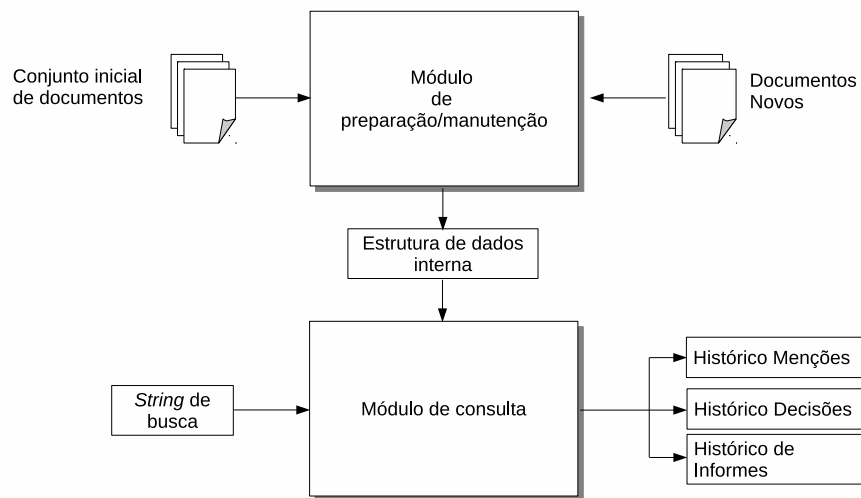 Conjunto inicial
de documentos
Módulo
de
preparação/manutenção
Documentos
Novos
Estrutura de dados
interna
String de
busca
Módulo de consulta
Histórico Menções
Histórico Decisões
Histórico de
Informes